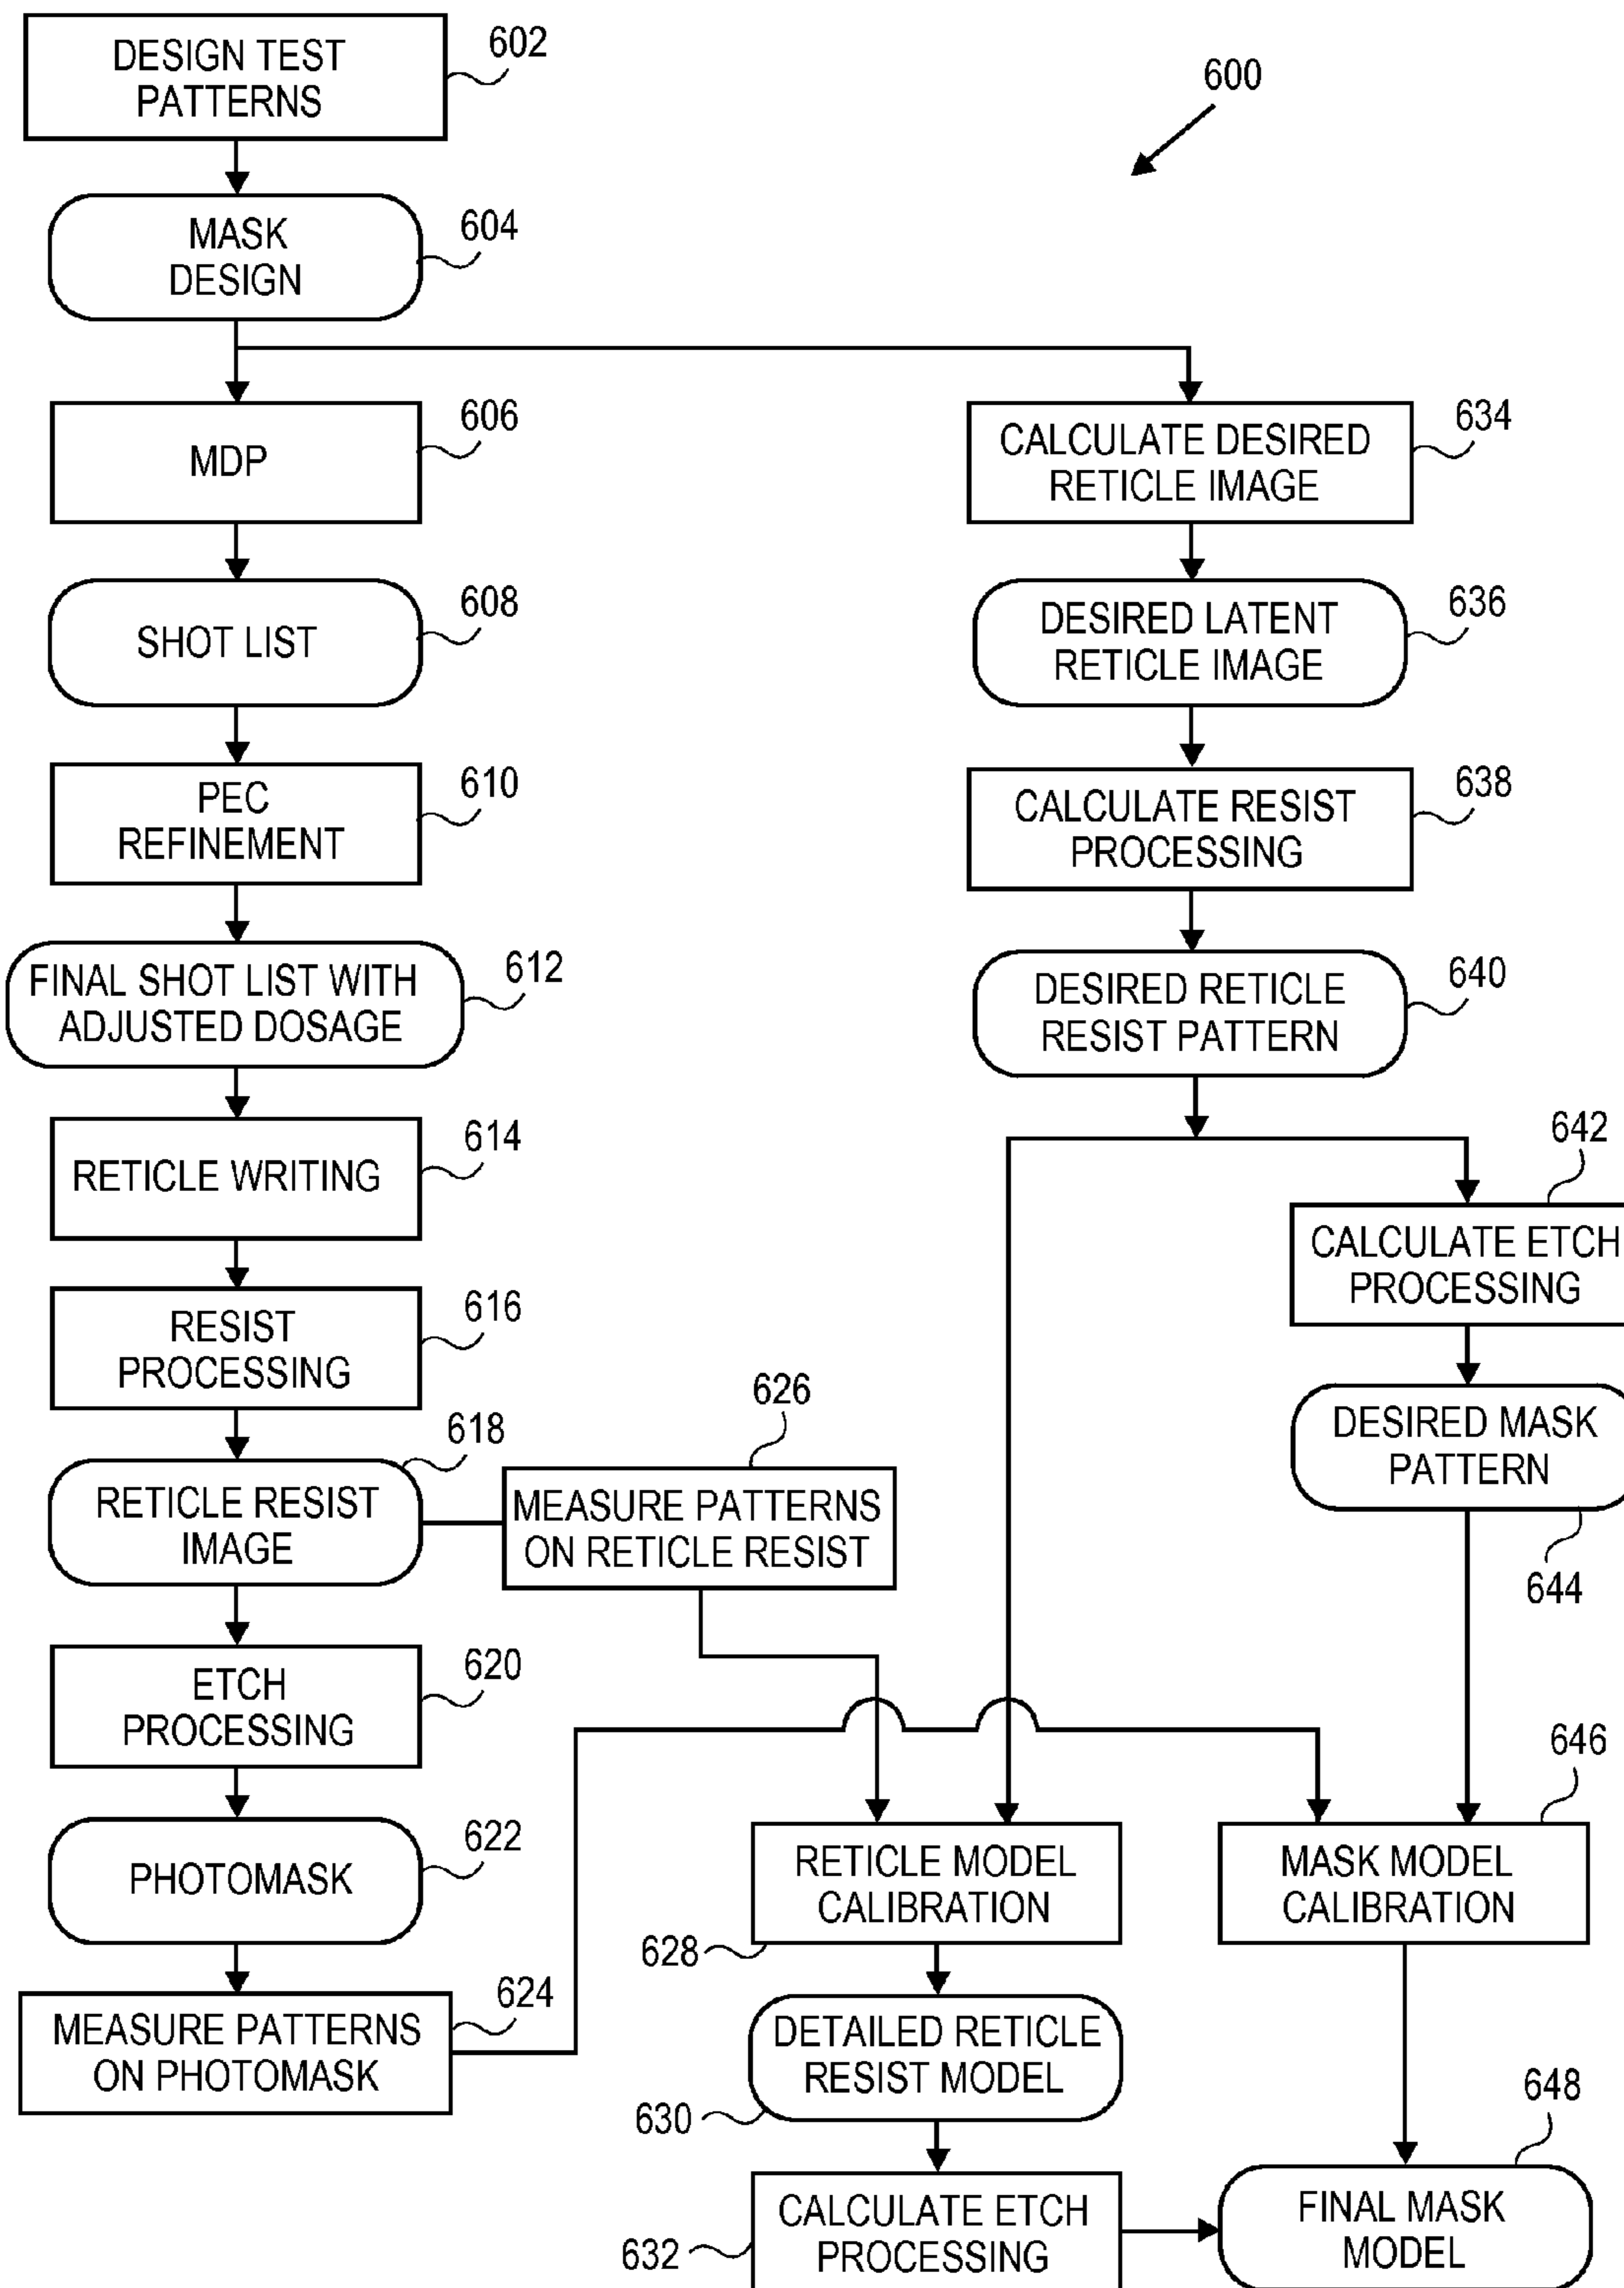 DESIGN TEST
PATTERNS
602
600
MASK
DESIGN
604
MDP
606
SHOT LIST
608
PEC
REFINEMENT
610
FINAL SHOT LIST WITH
ADJUSTED DOSAGE
612
RETICLE WRITING
614
RESIST
PROCESSING
616
RETICLE RESIST
IMAGE
618
MEASURE PATTERNS
ON RETICLE RESIST
626
ETCH
PROCESSING
620
PHOTOMASK
622
MEASURE PATTERNS
ON PHOTOMASK
624
CALCULATE DESIRED
RETICLE IMAGE
634
DESIRED LATENT
RETICLE IMAGE
636
CALCULATE RESIST
PROCESSING
638
DESIRED RETICLE
RESIST PATTERN
640
642
CALCULATE ETCH
PROCESSING
DESIRED MASK
PATTERN
644
RETICLE MODEL
CALIBRATION
628
646
MASK MODEL
CALIBRATION
DETAILED RETICLE
RESIST MODEL
630
CALCULATE ETCH
PROCESSING
632
648
FINAL MASK
MODEL